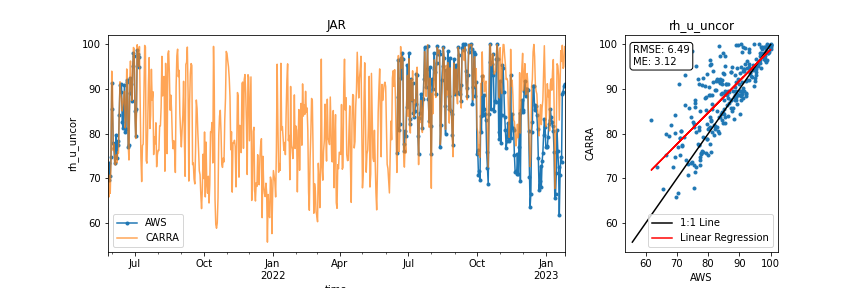 JAR
rh_u_uncor
100
90
80
70
60
rh_u_uncor
AWS
CARRA
Jul
Oct
Jan
2022
Apr
Jul
Oct
Jan
2023
time
rh_u_uncor
RMSE: 6.49
ME: 3.12
100
90
80
70
60
CARRA
1:1 Line
Linear Regression
60
70
80
90
100
AWS